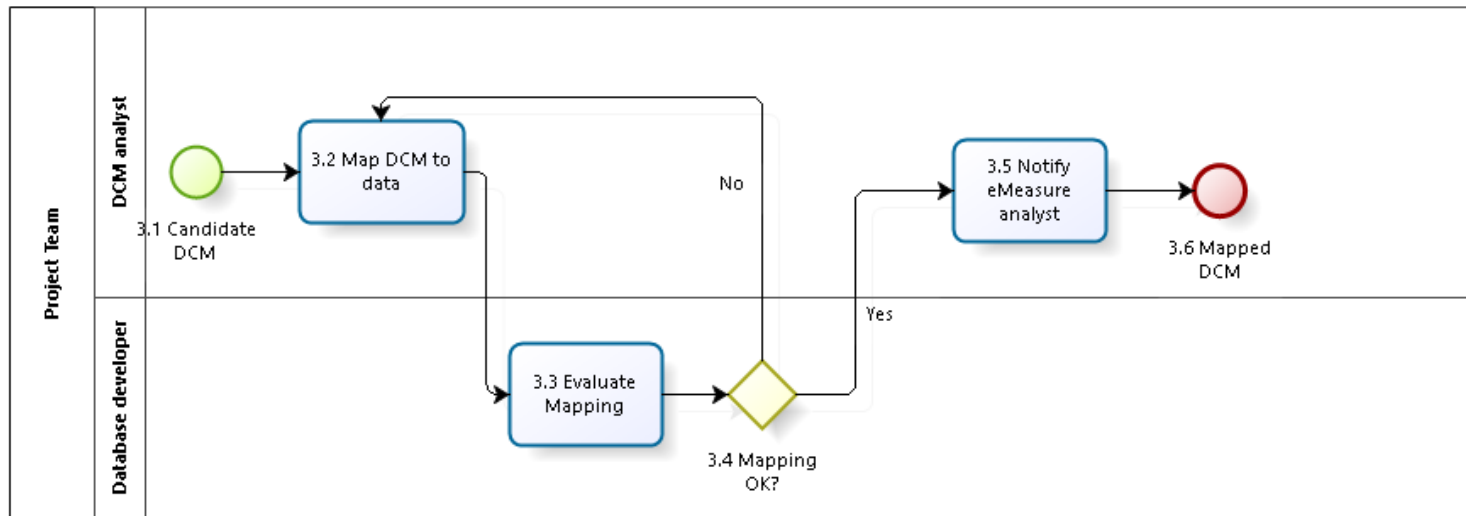 Project Team
DCM analyst
3.1 Candidate
DCM
3.2 Map DCM to
data
No
3.5 Notify
eMeasure
analyst
3.6 Mapped
DCM
Database developer
3.3 Evaluate
Mapping
3.4 Mapping
OK?
Yes